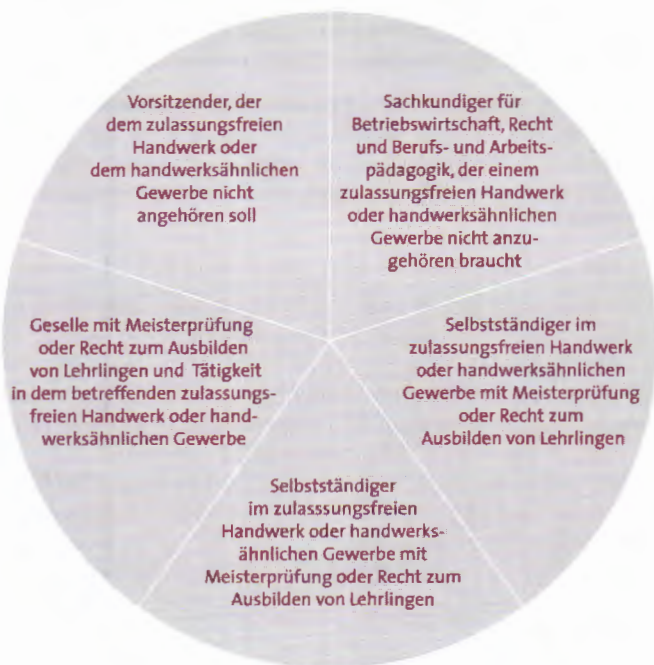 Vorsitzender, der
dem zulassungsfreien
Handwerk oder
dem handwerksähnlichen
Gewerbe nicht
angehören soll
Sachkundiger für
Betriebswirtschaft, Recht
und Berufs- und Arbeits-
pädagogik, der einem
zulassungsfreien Handwerk
oder handwerksähnlichen
Gewerbe nicht anzu-
gehören braucht
Geselle mit Meisterprüfung
oder Recht zum Ausbilden
von Lehrlingen und Tätigkeit
in dem betreffenden zulassungs-
freien Handwerk oder hand-
werksähnlichen Gewerbe
Selbstständiger im
zulassungsfreien Handwerk
oder handwerksähnlichen
Gewerbe mit Meisterprüfung
oder Recht zum
Ausbilden von Lehrlingen
Selbstständiger
im zulasssungsfreien
Handwerk oder handwerks-
ähnlichen Gewerbe mit
Meisterprüfung oder Recht zum
Ausbilden von Lehrlingen